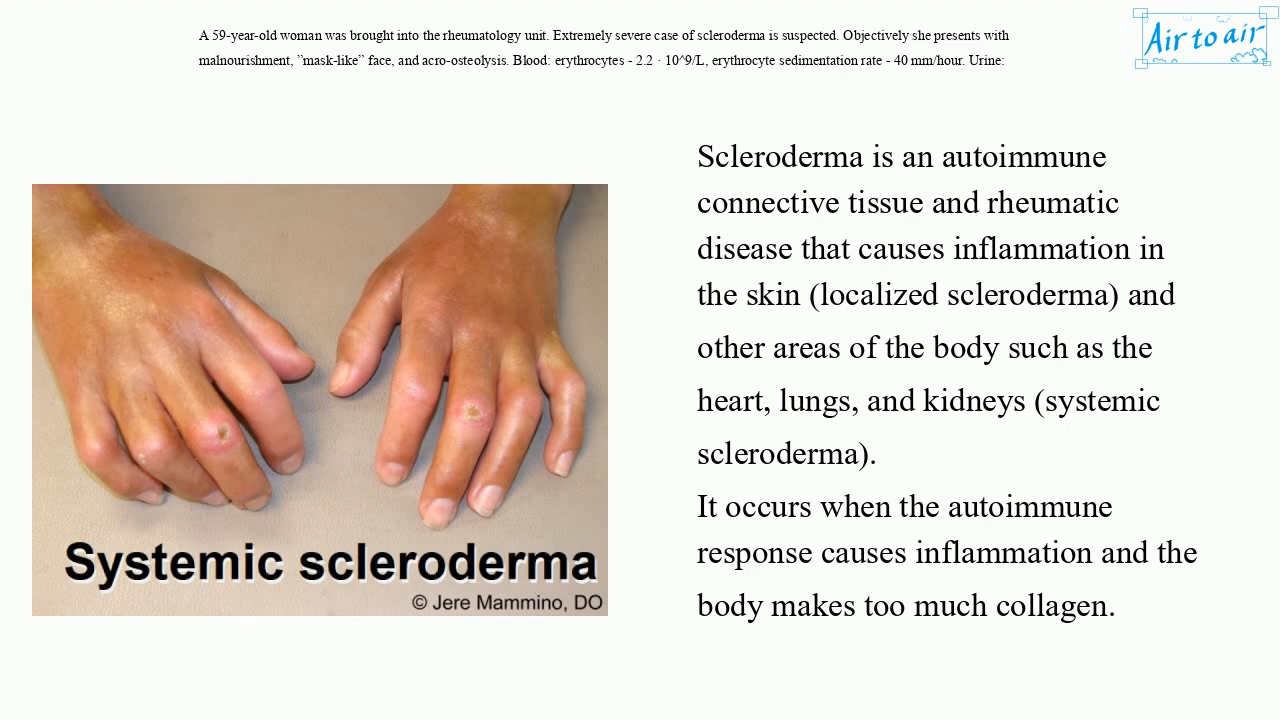 A 59-year-old woman was brought into the rheumatology unit. Extremely severe case of scleroderma is suspected. Objectively she presents with
malnourishment, ”mask-like” face, and acro-osteolysis. Blood: erythrocytes - 2.2 · 10^9/L, erythrocyte sedimentation rate - 40 mm/hour. Urine:
Air to air
Scleroderma is an autoimmune
connective tissue and rheumatic
disease that causes inflammation in
the skin (localized scleroderma) and
other areas of the body such as the
heart, lungs, and kidneys (systemic
scleroderma).
It occurs when the autoimmune
response causes inflammation and the
body makes too much collagen.
Systemic scleroderma
© Jere Mammino, DO